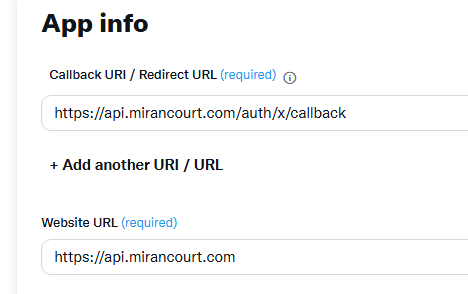 App info
Callback URI / Redirect URL (required)
https://api.mirancourt.com/auth/x/callback
+ Add another URI / URL
Website URL (required)
https://api.mirancourt.com